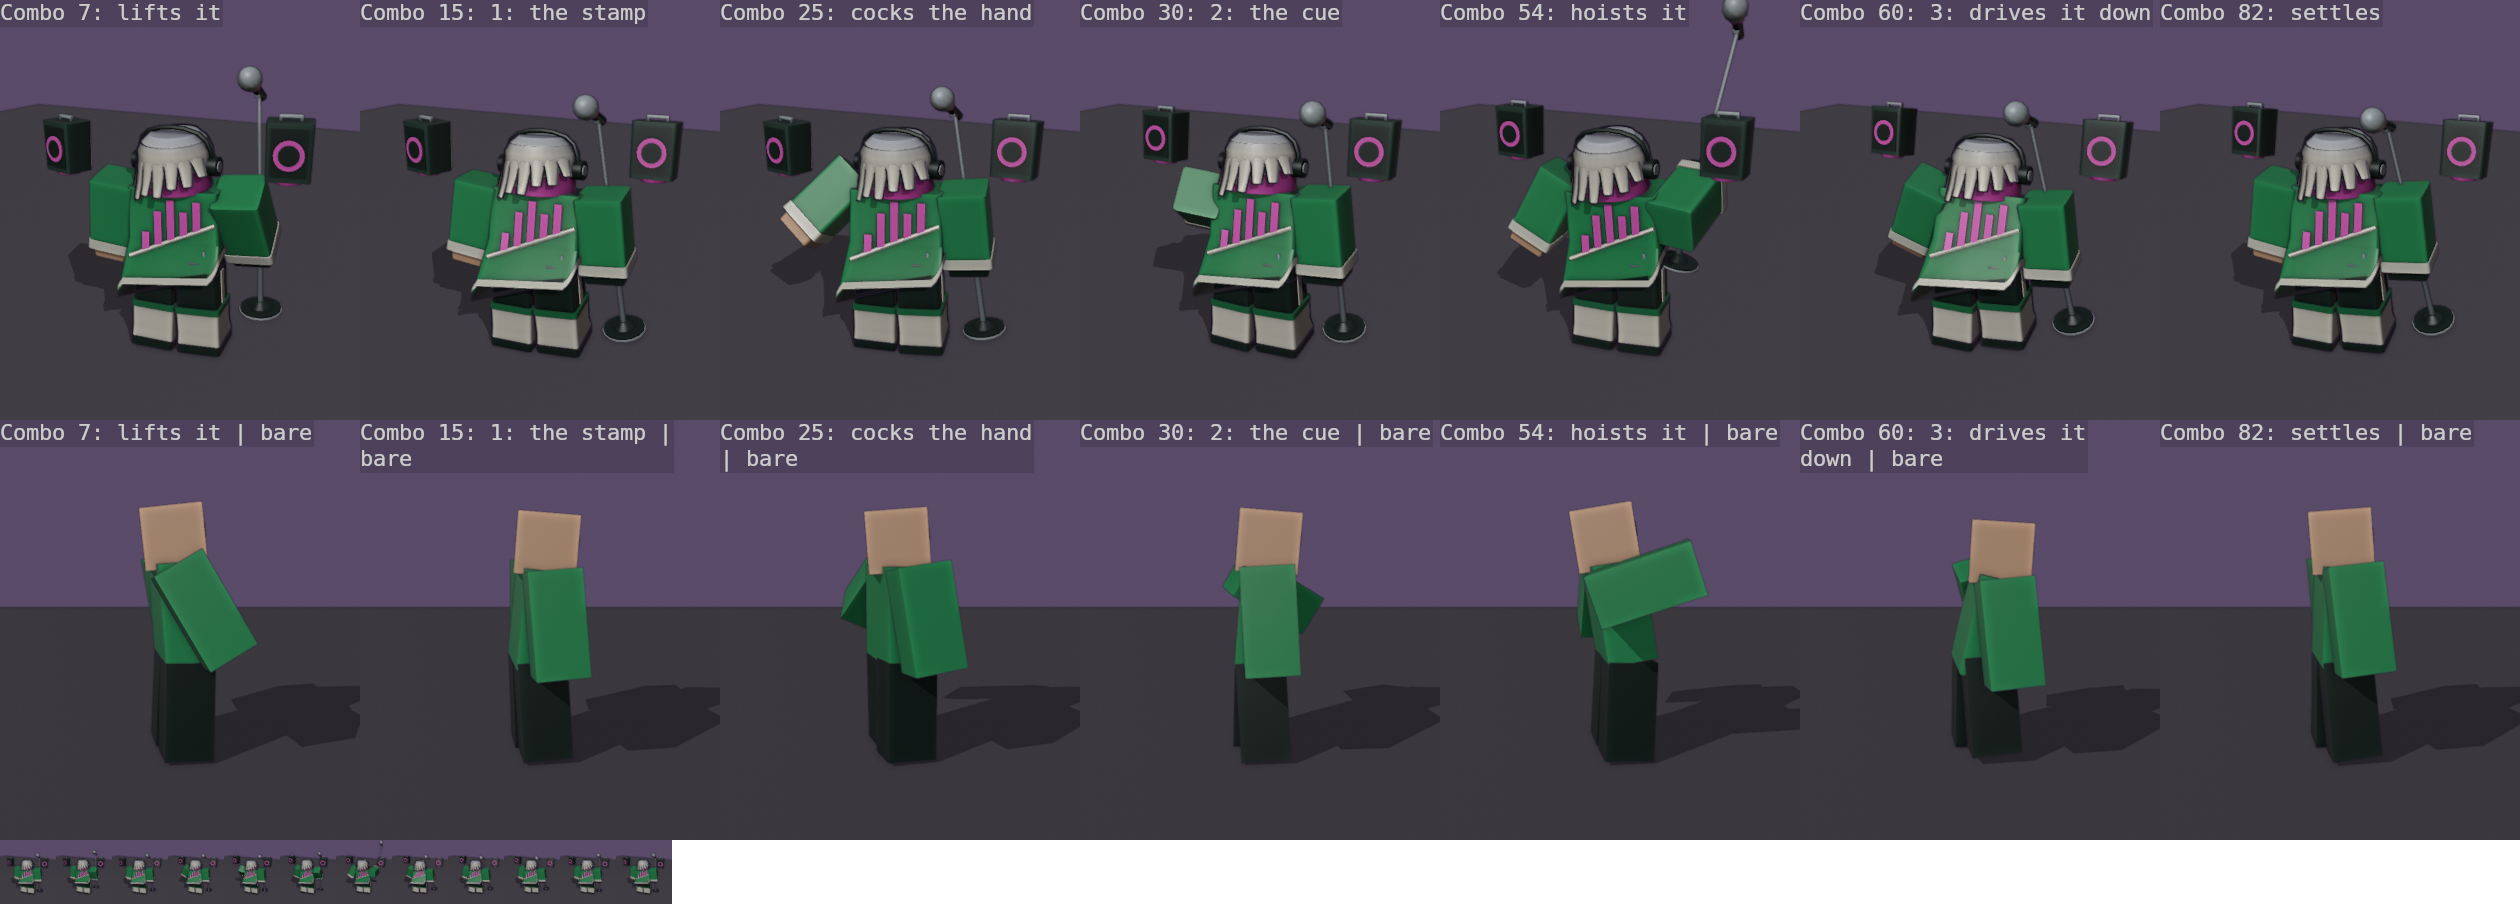 Combo 7: lifts it
Combo 15: 1: the stamp
Combo 25: cocks the hand
Combo 30: 2: the cue
Combo 54: hoists it
Combo 60: 3: drives it down
Combo 82: settles
Combo 7: lifts it | bare
Combo 15: 1: the stamp |
| bare
Combo 25: cocks the hand
| bare
Combo 30: 2: the cue | bare
Combo 54: hoists it | bare
Combo 60: 3: drives it
down | bare
Combo 82: settles | bare